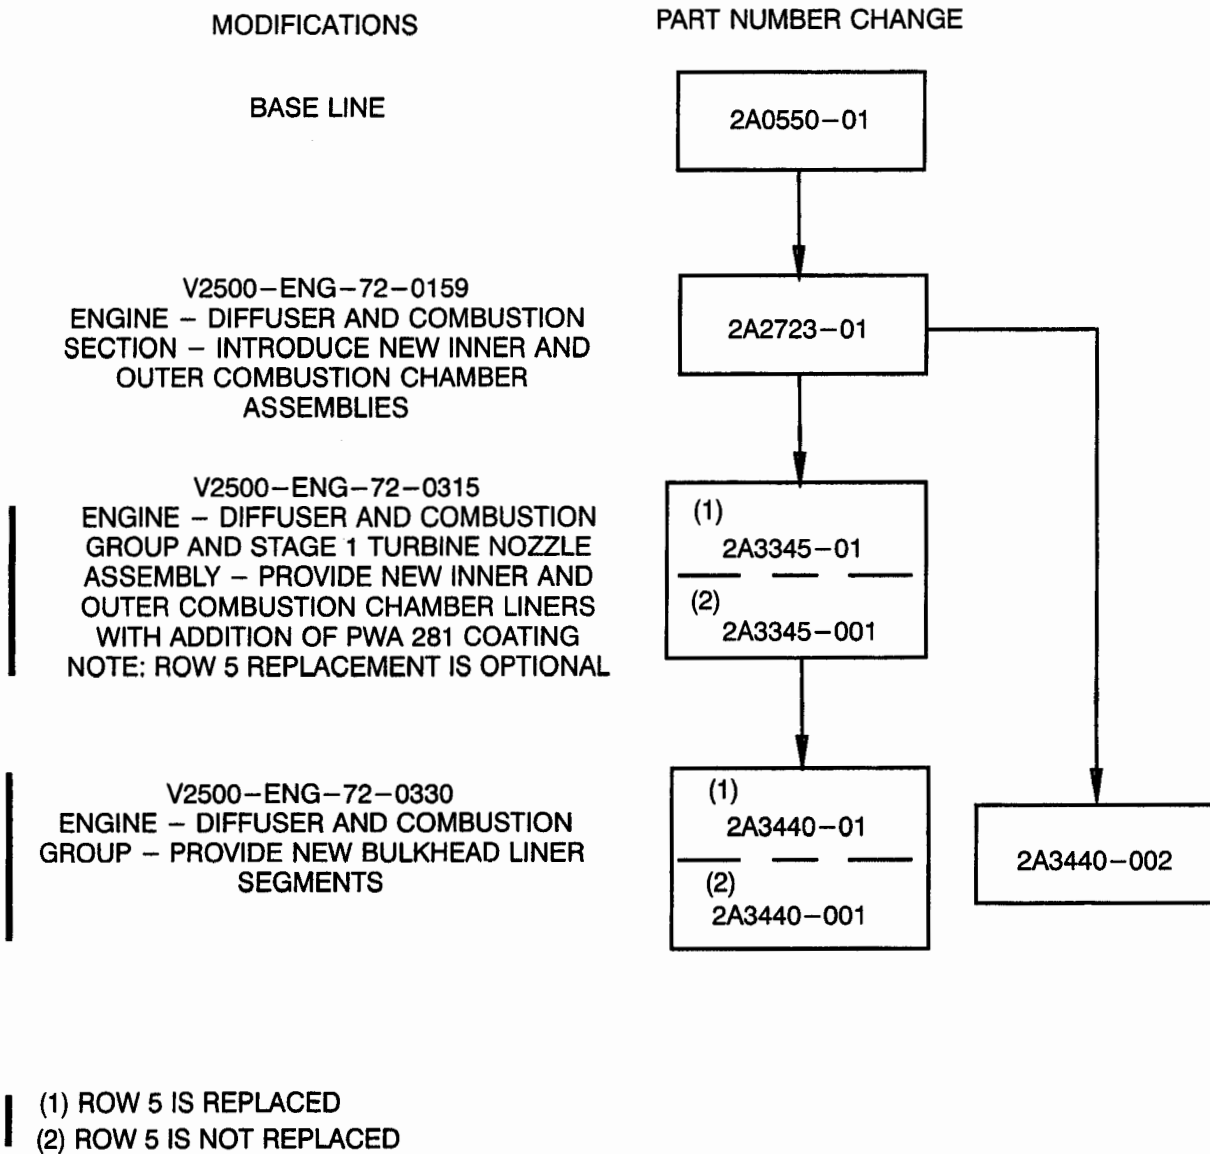 MODIFICATIONS
PART NUMBER CHANGE
BASE LINE
2A0550-01
V2500-ENG-72-0159
ENGINE - DIFFUSER AND COMBUSTION
SECTION - INTRODUCE NEW INNER AND
OUTER COMBUSTION CHAMBER
ASSEMBLIES
2A2723-01
V2500-ENG-72-0315
ENGINE - DIFFUSER AND COMBUSTION
GROUP AND STAGE 1 TURBINE NOZZLE
ASSEMBLY - PROVIDE NEW INNER AND
OUTER COMBUSTION CHAMBER LINERS
WITH ADDITION OF PWA 281 COATING
NOTE: ROW 5 REPLACEMENT IS OPTIONAL
(1)
2A3345-01
(2)
2A3345-001
V2500-ENG-72-0330
ENGINE - DIFFUSER AND COMBUSTION
GROUP - PROVIDE NEW BULKHEAD LINER
SEGMENTS
(1)
2A3440-01
(2)
2A3440-001
2A3440-002
(1) ROW 5 IS REPLACED
(2) ROW 5 IS NOT REPLACED